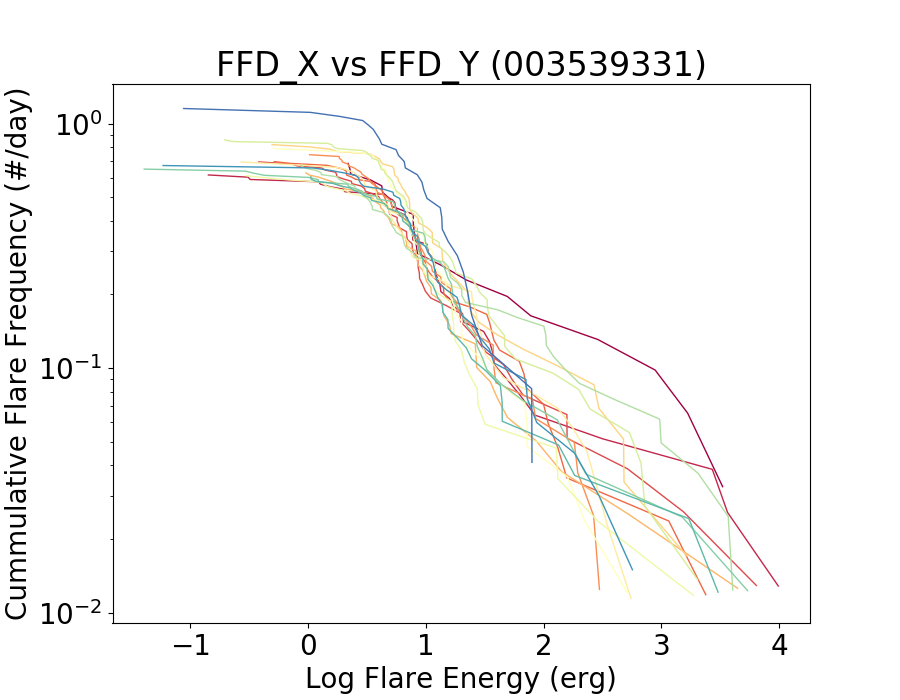 FFD_X vs FFD_Y (003539331)
Cummulative Flare Frequency (#/day)
10⁰
10⁻¹
10⁻²
−1 0 1 2 3 4
Log Flare Energy (erg)